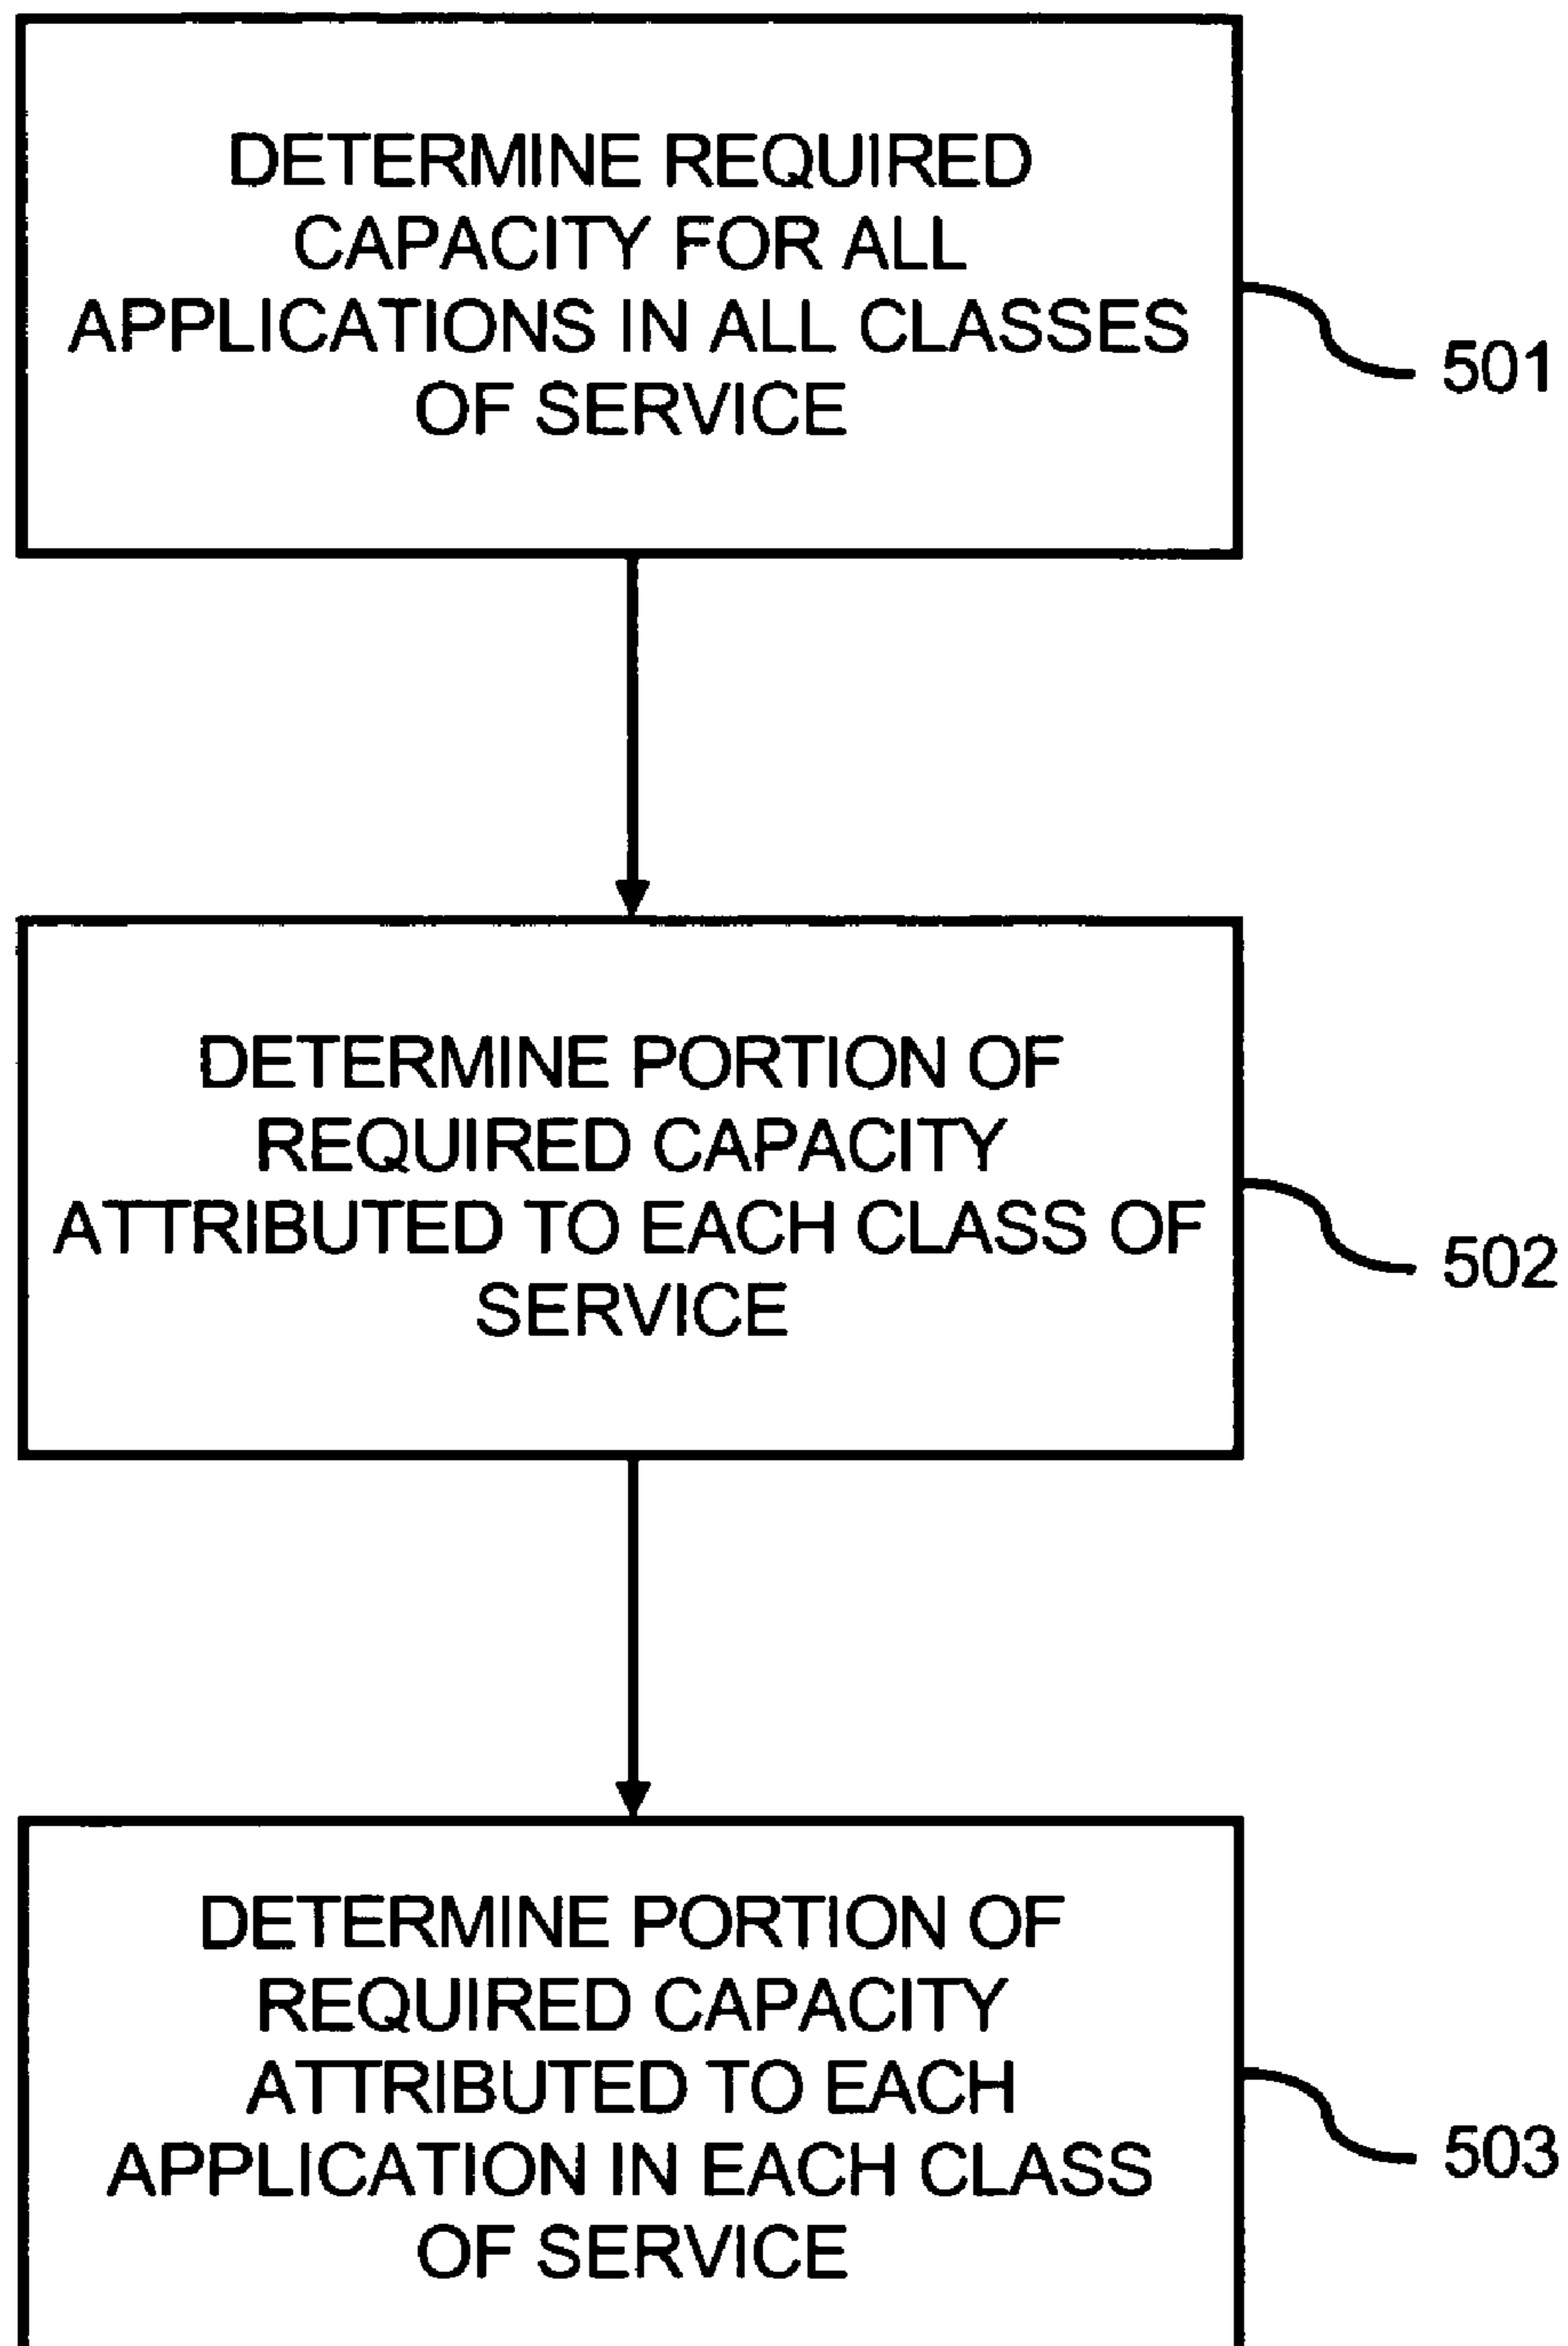 DETERMINE REQUIRED
CAPACITY FOR ALL
APPLICATIONS IN ALL CLASSES
OF SERVICE
501
DETERMINE PORTION OF
REQUIRED CAPACITY
ATTRIBUTED TO EACH CLASS OF
SERVICE
502
DETERMINE PORTION OF
REQUIRED CAPACITY
ATTRIBUTED TO EACH
APPLICATION IN EACH CLASS
OF SERVICE
503